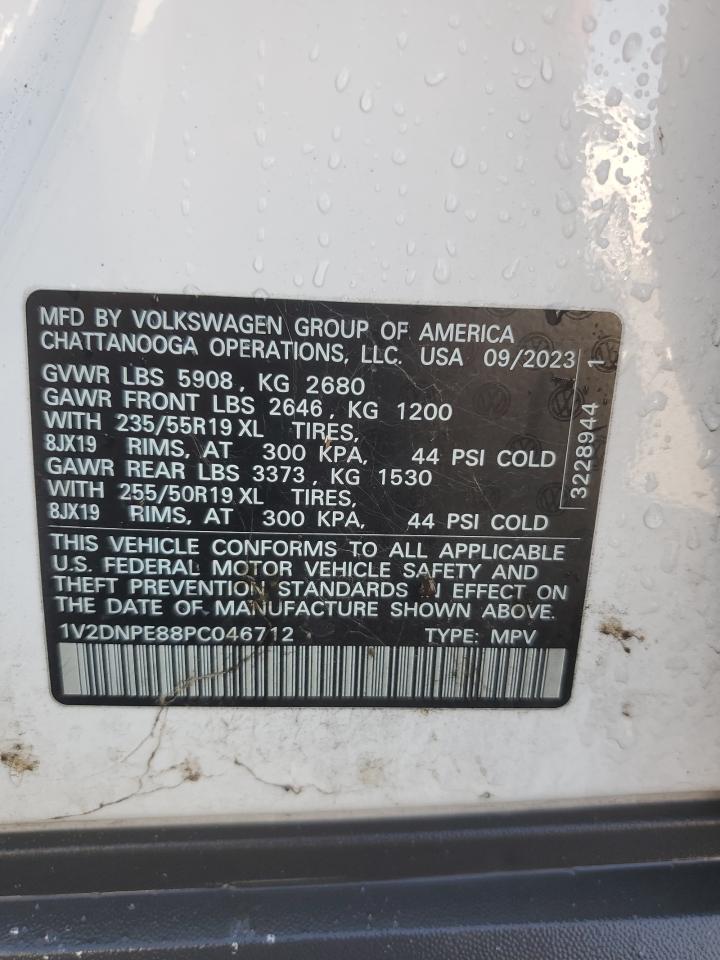 MFD BY VOLKSWAGEN GROUP OF AMERICA
CHATTANOOGA OPERATIONS, LLC. USA 09/2023
GVWR LBS 5908, KG 2680
GAWR FRONT LBS 2646, KG 1200
WITH 235/55R19 XL TIRES,
8JX19 RIMS, AT 300 KPA, 44 PSI COLD
GAWR REAR LBS 3373, KG 1530
WITH 255/50R19 XL TIRES,
8JX19 RIMS, AT 300 KPA, 44 PSI COLD
3228944 1
THIS VEHICLE CONFORMS TO ALL APPLICABLE
U.S. FEDERAL MOTOR VEHICLE SAFETY AND
THEFT PREVENTION STANDARDS IN EFFECT ON
THE DATE OF MANUFACTURE SHOWN ABOVE.
1V2DNPE88PC046712 TYPE: MPV